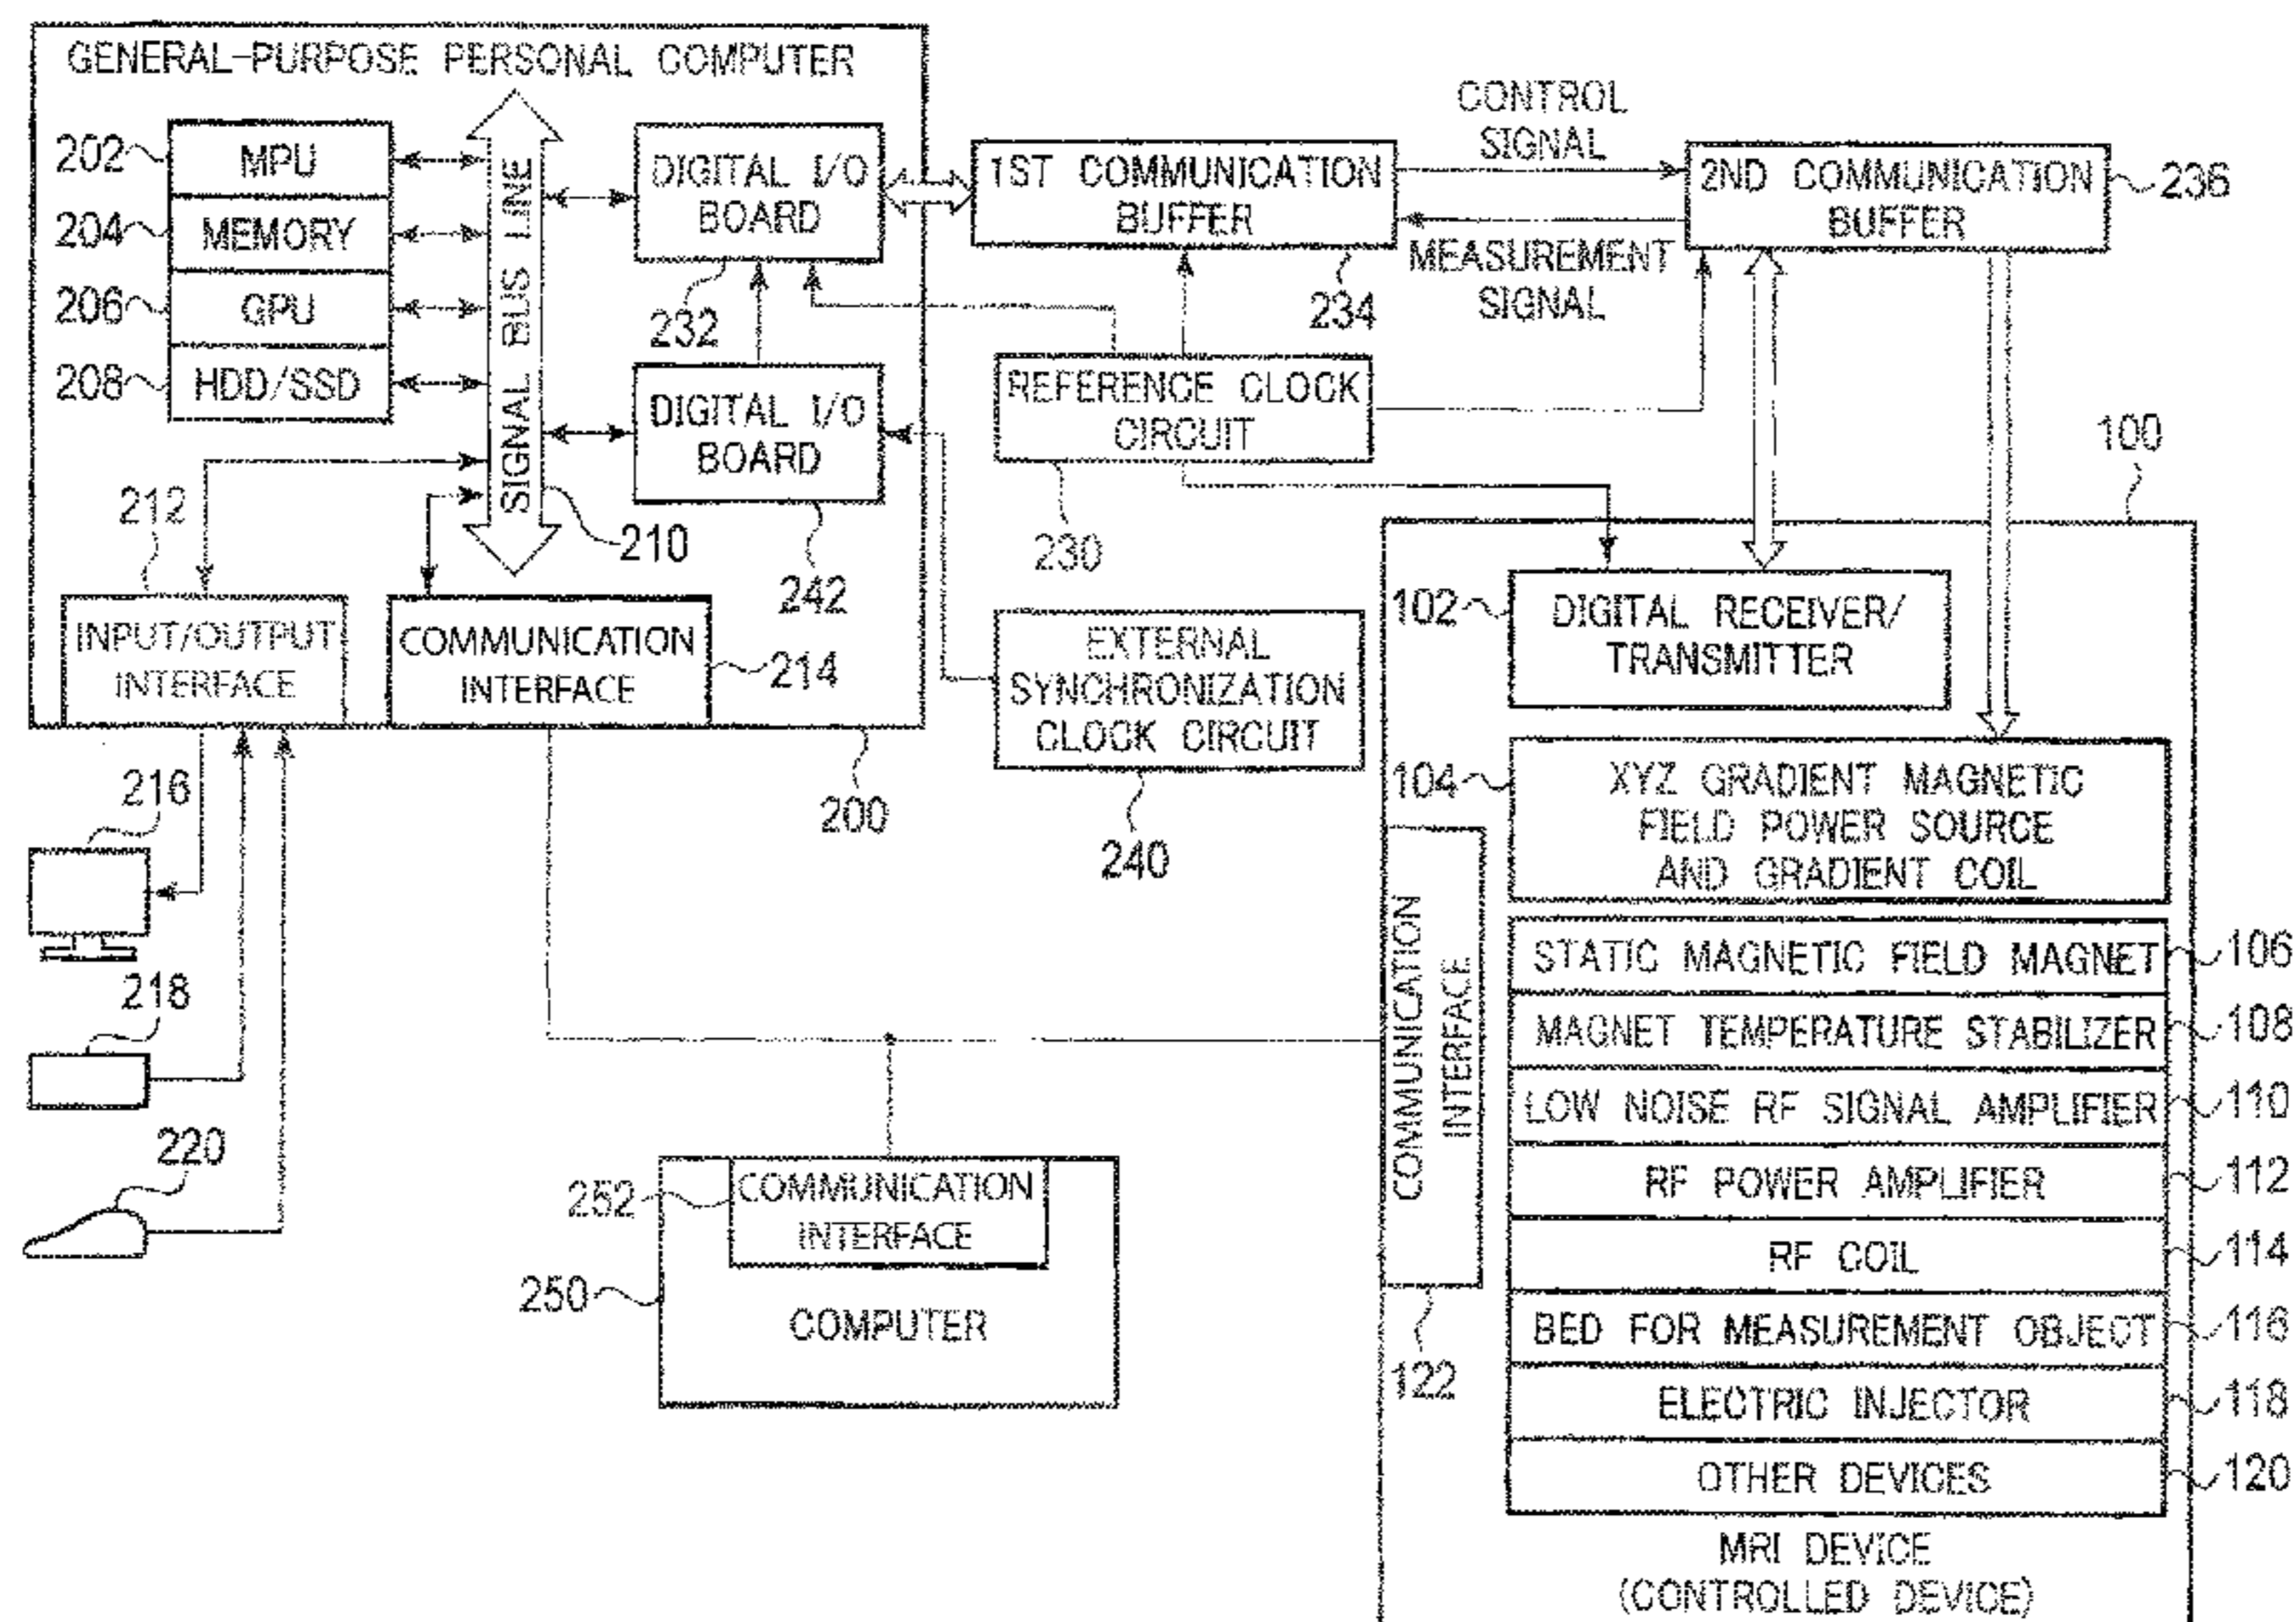 GENERAL-PURPOSE PERSONAL COMPUTER
202
MPU
204
MEMORY
206
GPU
208
HDD/SSD
SIGNAL BUS LINE
210
DIGITAL I/O
BOARD
232
DIGITAL I/O
BOARD
242
212
INPUT/OUTPUT
INTERFACE
COMMUNICATION
INTERFACE
214
200
216
218
220
1ST COMMUNICATION
BUFFER
234
CONTROL
SIGNAL
MEASUREMENT
SIGNAL
2ND COMMUNICATION
BUFFER
236
REFERENCE CLOCK
CIRCUIT
230
EXTERNAL
SYNCHRONIZATION
CLOCK CIRCUIT
240
252
COMMUNICATION
INTERFACE
250
COMPUTER
100
102
DIGITAL RECEIVER/
TRANSMITTER
104
XYZ GRADIENT MAGNETIC
FIELD POWER SOURCE
AND GRADIENT COIL
COMMUNICATION
INTERFACE
122
STATIC MAGNETIC FIELD MAGNET
106
MAGNET TEMPERATURE STABILIZER
108
LOW NOISE RF SIGNAL AMPLIFIER
110
RF POWER AMPLIFIER
112
RF COIL
114
BED FOR MEASUREMENT OBJECT
116
ELECTRIC INJECTOR
118
OTHER DEVICES
120
MRI DEVICE
(CONTROLLED DEVICE)